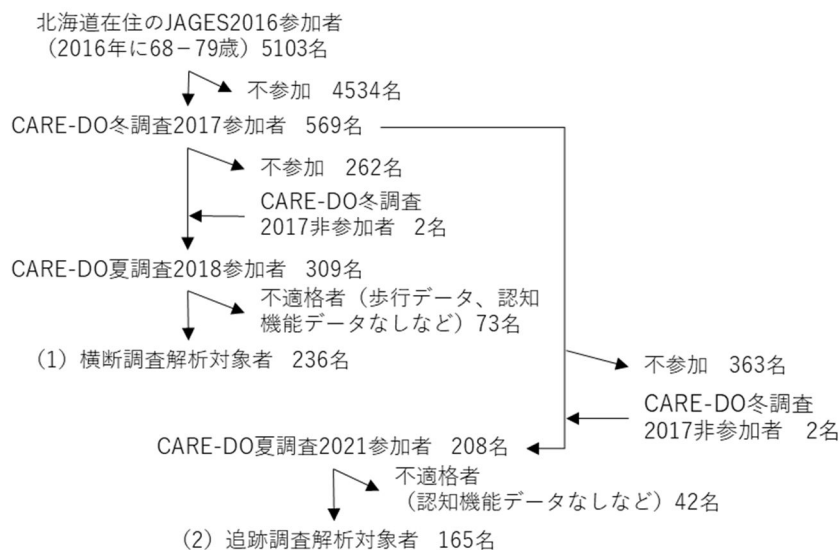 北海道在住のJAGES2016参加者
（2016年に68－79歳）5103名
不参加　4534名
CARE-DO冬調査2017参加者　569名
不参加　262名
CARE-DO冬調査
2017非参加者　2名
CARE-DO夏調査2018参加者　309名
不適格者（歩行データ、認知
機能データなしなど）73名
（1）横断調査解析対象者　236名
不参加　363名
CARE-DO冬調査
2017非参加者　2名
CARE-DO夏調査2021参加者　208名
不適格者
（認知機能データなしなど）42名
（2）追跡調査解析対象者　165名